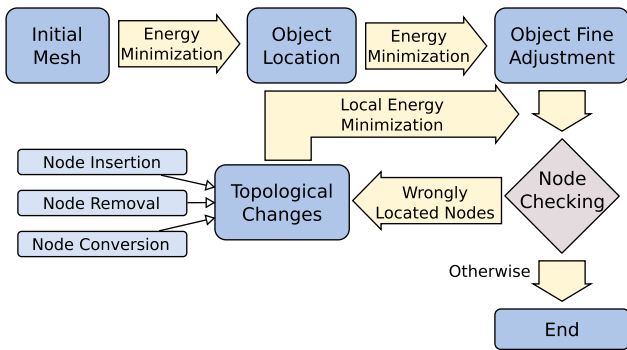 Initial
Mesh
Energy
Minimization
Object
Location
Energy
Minimization
Object Fine
Adjustment
Local Energy
Minimization
Node Insertion
Node Removal
Node Conversion
Topological
Changes
Wrongly
Located Nodes
Node
Checking
Otherwise
End